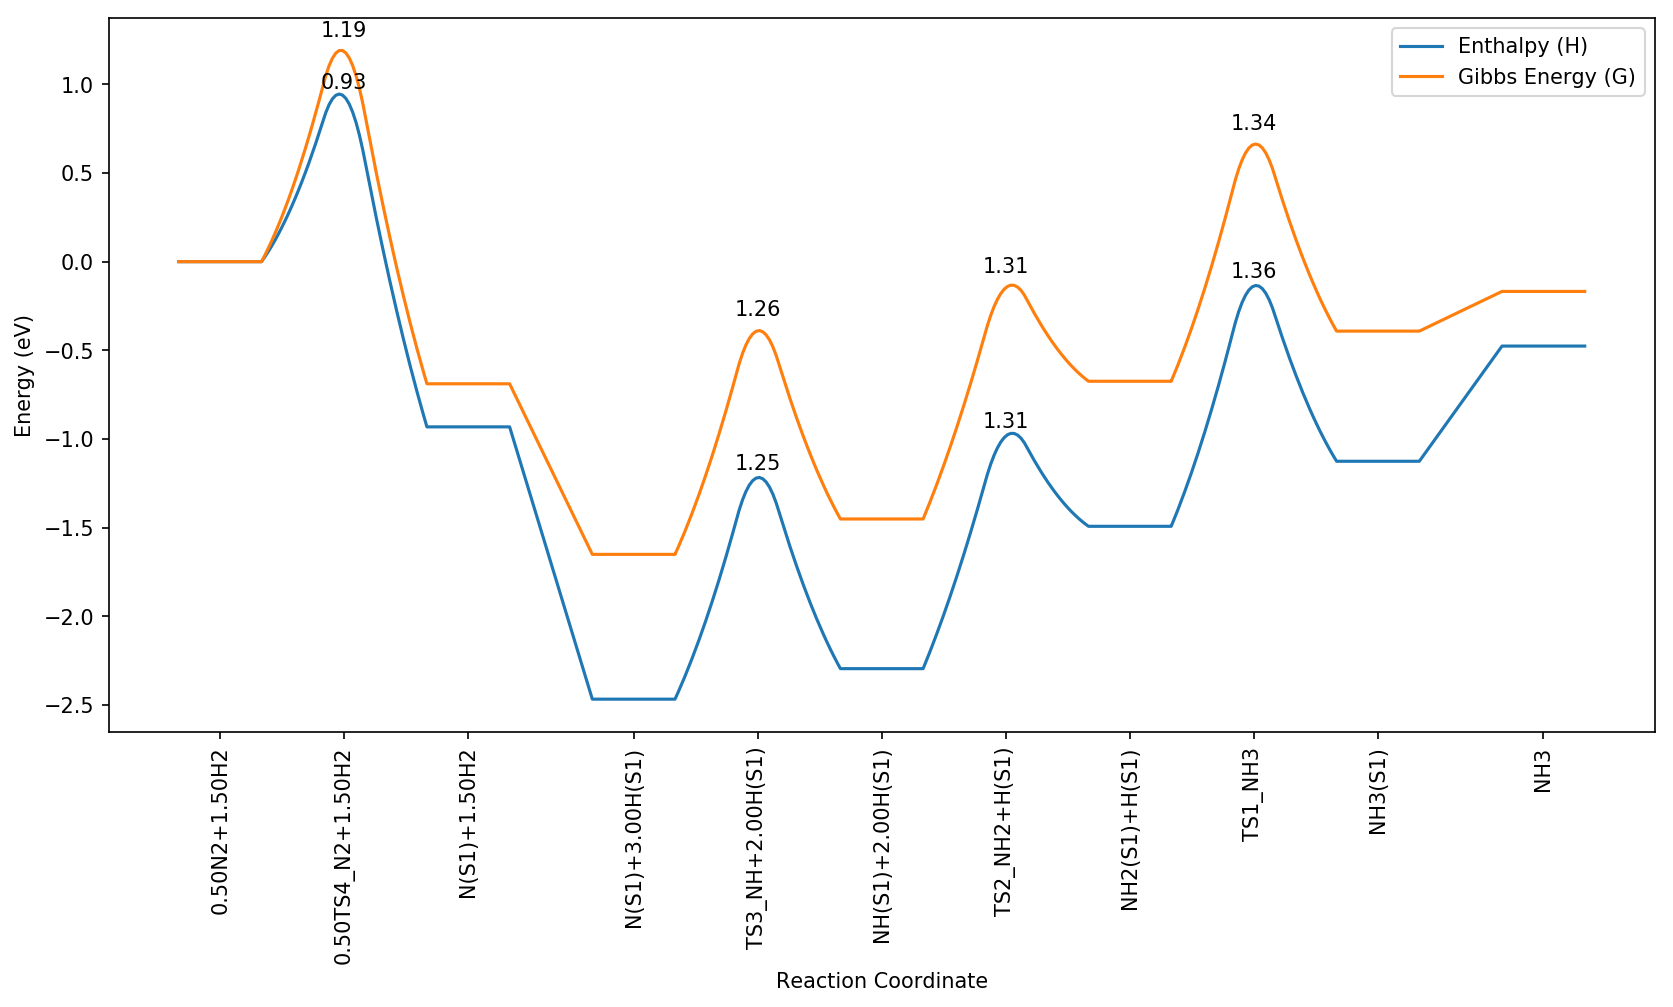 1.19
0.93
1.34
1.36
1.26
1.31
1.31
1.25
Enthalpy (H)
Gibbs Energy (G)
1.0
0.5
0.0
−0.5
−1.0
−1.5
−2.0
−2.5
Energy (eV)
0.50N2+1.50H2
0.50TS4_N2+1.50H2
N(S1)+1.50H2
N(S1)+3.00H(S1)
TS3_NH+2.00H(S1)
NH(S1)+2.00H(S1)
TS2_NH2+H(S1)
NH2(S1)+H(S1)
TS1_NH3
NH3(S1)
NH3
Reaction Coordinate